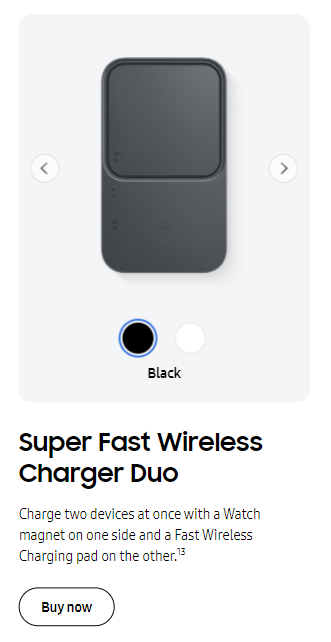 Black
Super Fast Wireless
Charger Duo
Charge two devices at once with a Watch
magnet on one side and a Fast Wireless
Charging pad on the other.13
Buy now